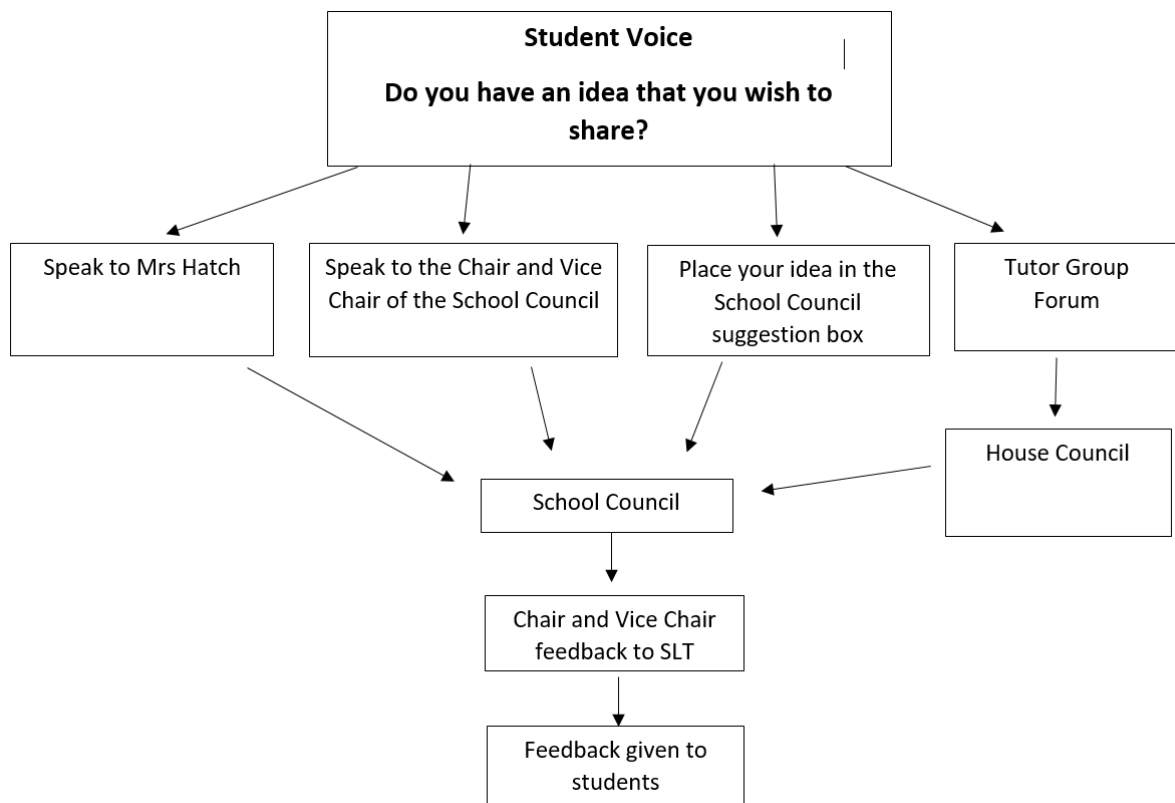 Student Voice
Do you have an idea that you wish to
share?
Speak to Mrs Hatch
Speak to the Chair and Vice
Chair of the School Council
Place your idea in the
School Council
suggestion box
Tutor Group
Forum
House Council
School Council
Chair and Vice Chair
feedback to SLT
Feedback given to
students